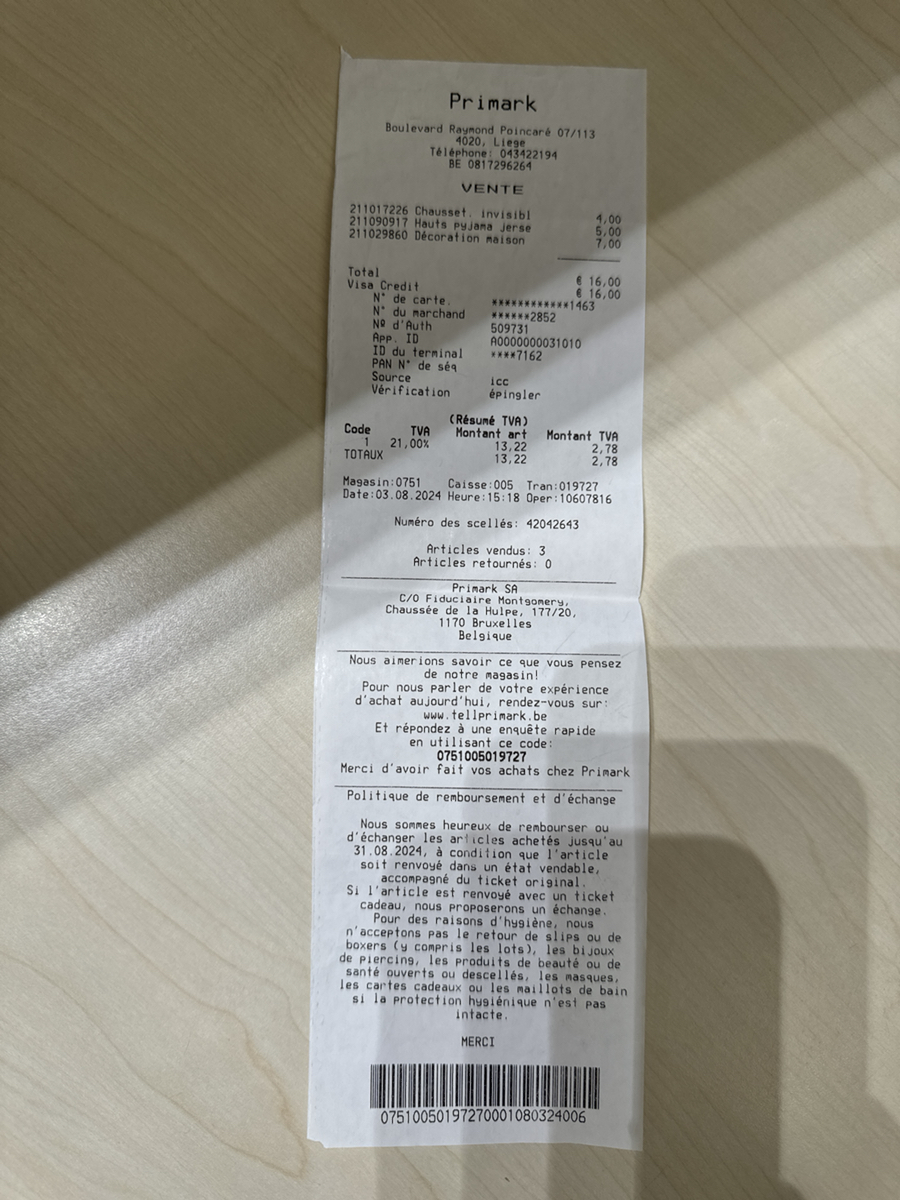 Primark
Boulevard Raymond Poincaré 07/113
4020, Liege
Téléphone: 043422194
BE 0817296264
VENTE
211017226 Chausset. invisibl 4,00
211090917 Hauts pyjama jerse 5,00
211029860 Décoration maison 7,00
Total € 16,00
Visa Credit € 16,00
N° de carte. ************1463
N° du marchand ******2852
Nº d'Auth 509731
App. ID A0000000031010
ID du terminal ****7162
PAN N° de séq
Source icc
Vérification épingler
(Résumé TVA)
Code TVA Montant art Montant TVA
1 21,00% 13,22 2,78
TOTAUX 13,22 2,78
Magasin:0751 Caisse:005 Tran:019727
Date:03.08.2024 Heure:15:18 Oper:10607816
Numéro des scellés: 42042643
Articles vendus: 3
Articles retournés: 0
Primark SA
C/O Fiduciaire Montgomery,
Chaussée de la Hulpe, 177/20,
1170 Bruxelles
Belgique
Nous aimerions savoir ce que vous pensez
de notre magasin!
Pour nous parler de votre expérience
d'achat aujourd'hui, rendez-vous sur:
www.tellprimark.be
Et répondez à une enquête rapide
en utilisant ce code:
0751005019727
Merci d'avoir fait vos achats chez Primark
Politique de remboursement et d'échange
Nous sommes heureux de rembourser ou
d'échanger les articles achetés jusqu'au
31.08.2024, à condition que l'article
soit renvoyé dans un état vendable,
accompagné du ticket original.
Si l'article est renvoyé avec un ticket
cadeau, nous proposerons un échange.
Pour des raisons d'hygiène, nous
n'acceptons pas le retour de slips ou de
boxers (y compris les lots), les bijoux
de piercing, les produits de beauté ou de
santé ouverts ou descellés, les masques,
les cartes cadeaux ou les maillots de bain
si la protection hygiénique n'est pas
intacte.
MERCI
07510050197270001080324006